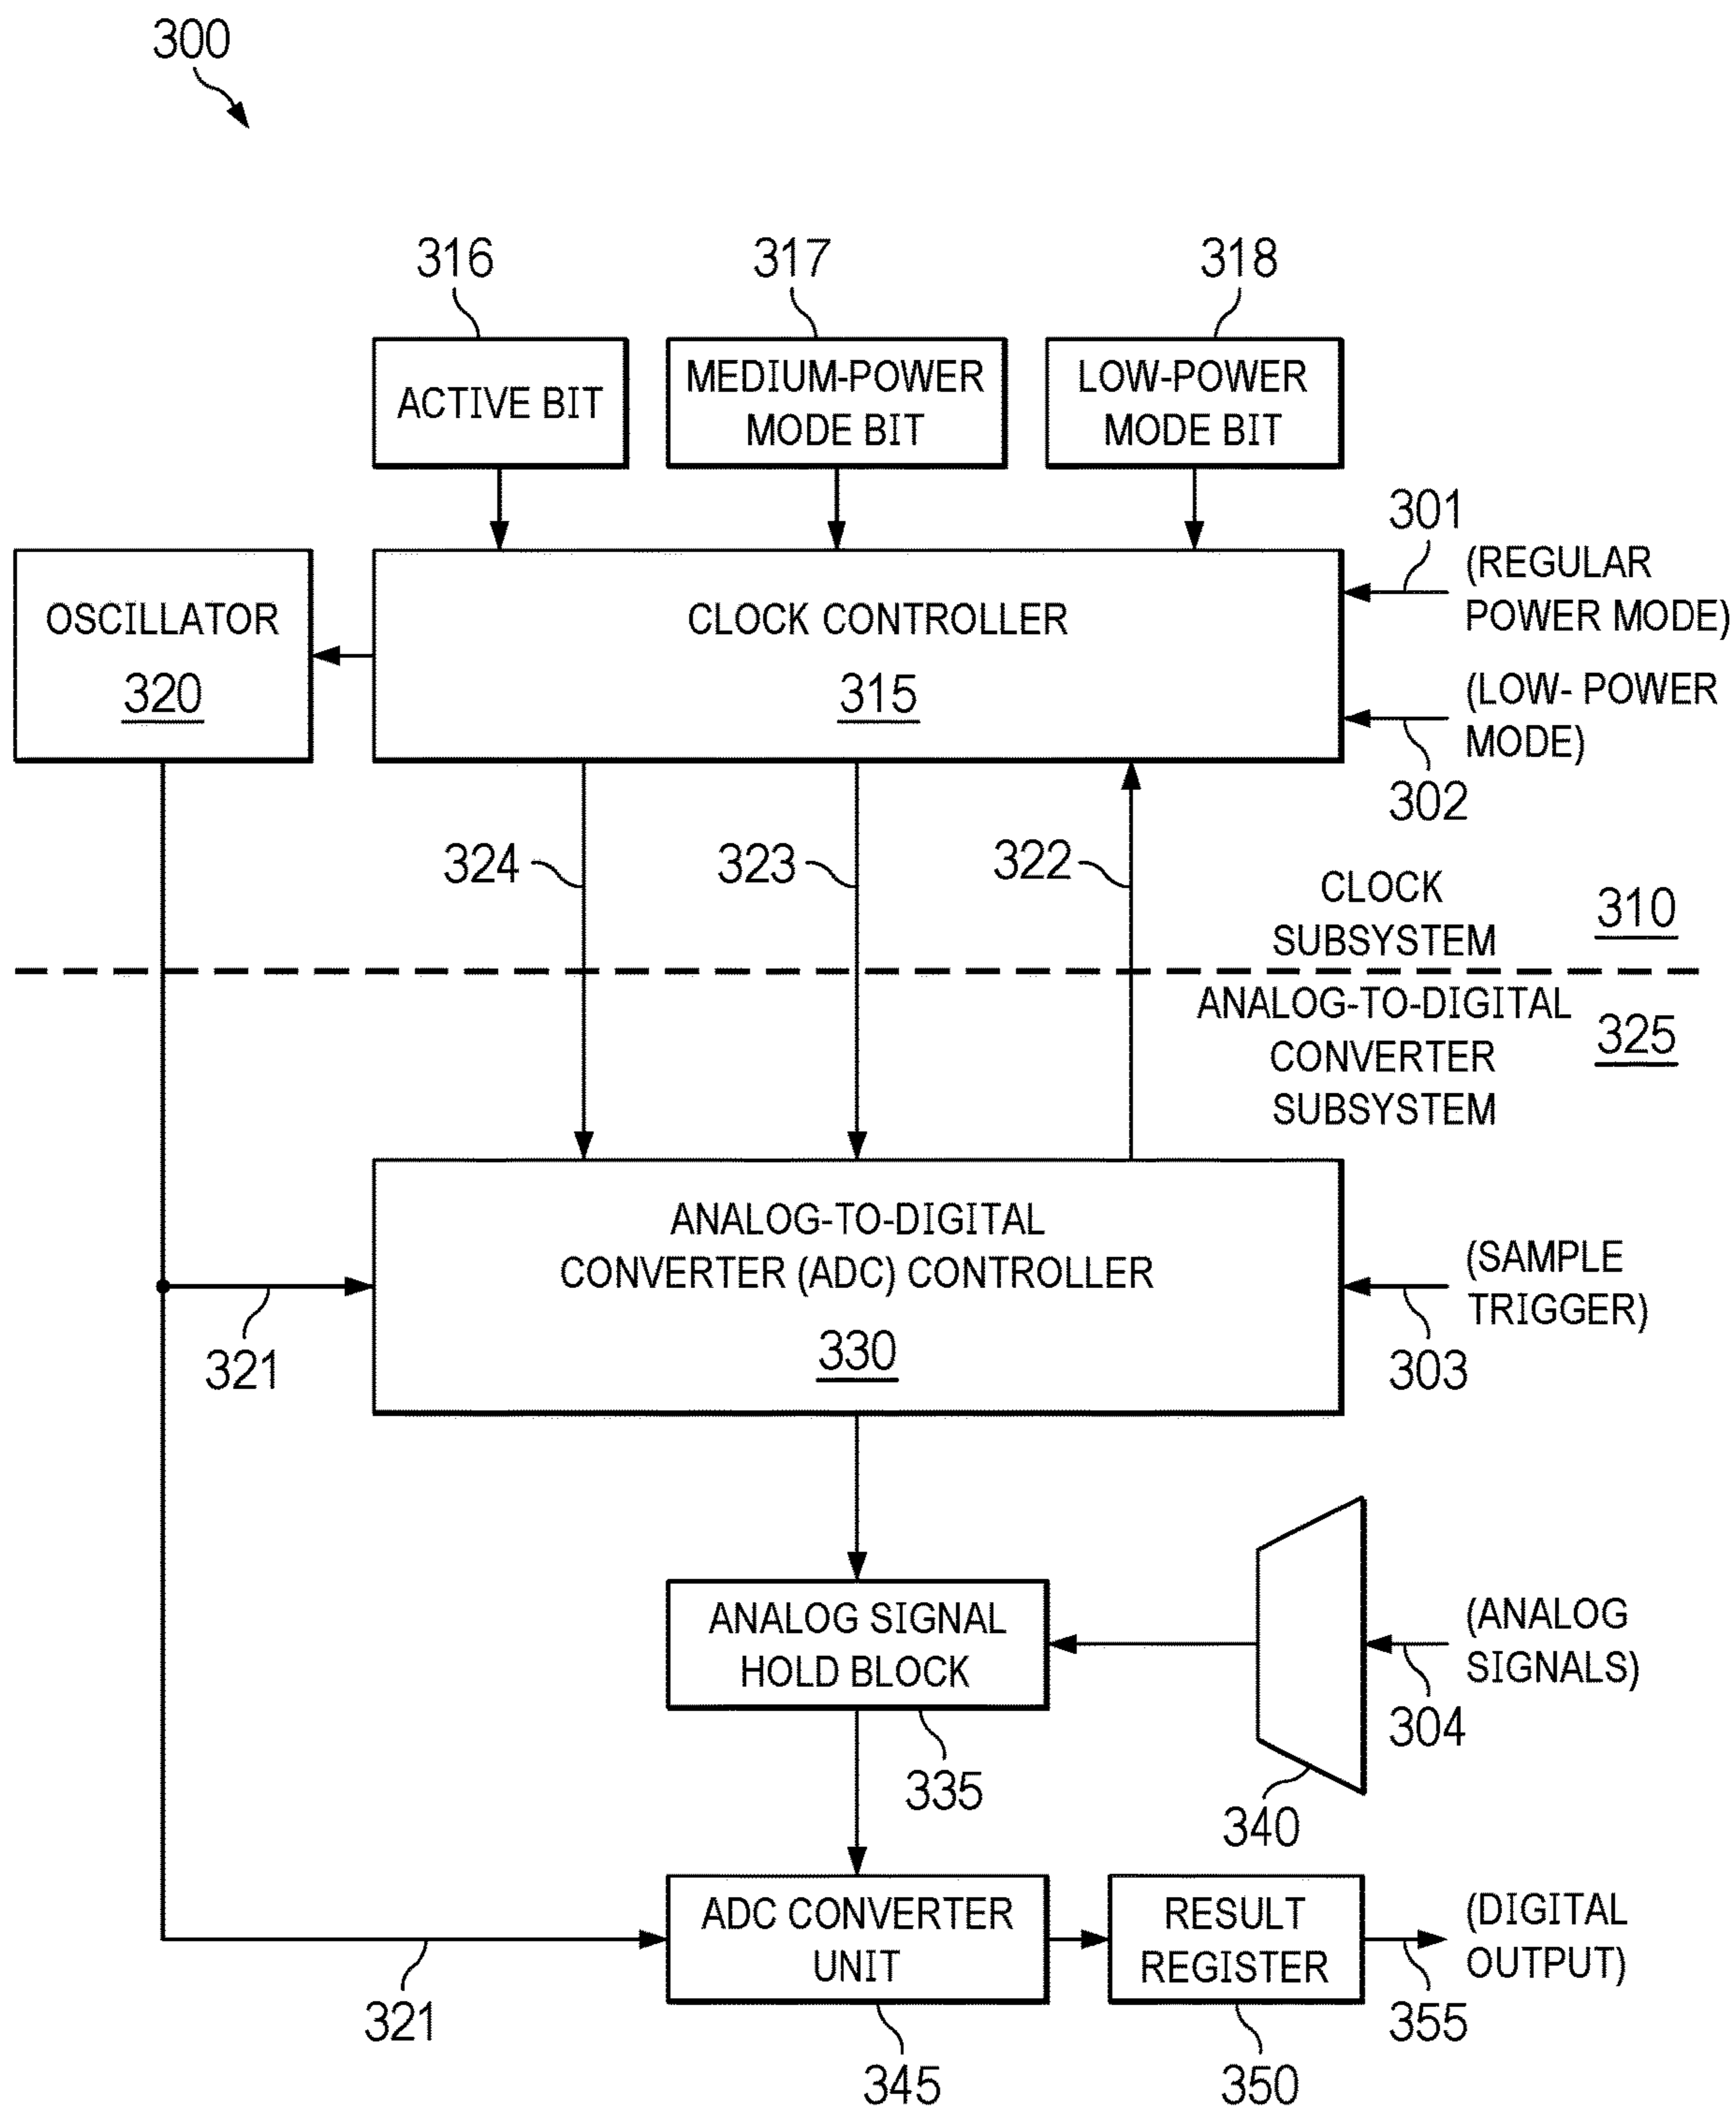 300
316
317
318
ACTIVE BIT
MEDIUM-POWER
MODE BIT
LOW-POWER
MODE BIT
301
(REGULAR
POWER MODE)
OSCILLATOR
320
CLOCK CONTROLLER
315
(LOW- POWER
MODE)
302
324
323
322
CLOCK
SUBSYSTEM
310
ANALOG-TO-DIGITAL
CONVERTER
SUBSYSTEM
325
ANALOG-TO-DIGITAL
CONVERTER (ADC) CONTROLLER
330
(SAMPLE
TRIGGER)
303
321
ANALOG SIGNAL
HOLD BLOCK
335
(ANALOG
SIGNALS)
304
340
ADC CONVERTER
UNIT
345
RESULT
REGISTER
350
(DIGITAL
OUTPUT)
355
321